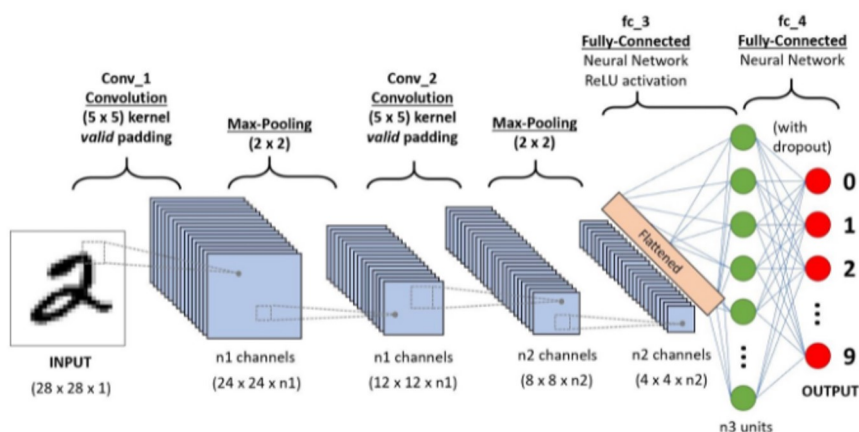 fc_3
Fully-Connected
Neural Network
ReLU activation
fc_4
Fully-Connected
Neural Network
Conv_1
Convolution
(5 x 5) kernel
valid padding
Max-Pooling
(2 x 2)
Conv_2
Convolution
(5 x 5) kernel
valid padding
Max-Pooling
(2 x 2)
(with
dropout)
Flattened
0
1
2
9
INPUT
(28 x 28 x 1)
n1 channels
(24 x 24 x n1)
n1 channels
(12 x 12 x n1)
n2 channels
(8 x 8 x n2)
n2 channels
(4 x 4 x n2)
OUTPUT
n3 units